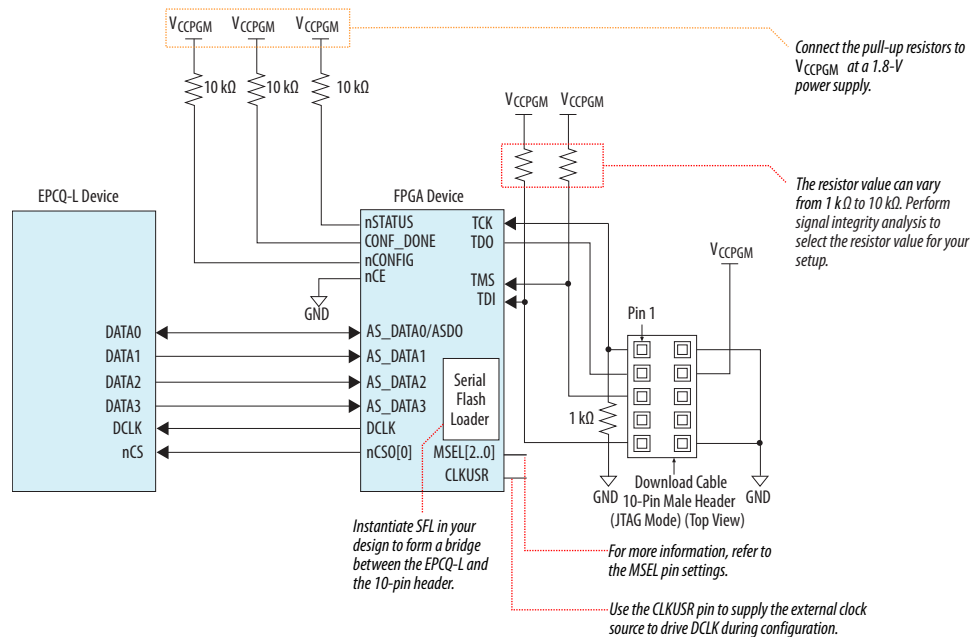 VCCPGM VCCPGM VCCPGM
10 kΩ 10 kΩ 10 kΩ
Connect the pull-up resistors to
VCCPGM at a 1.8-V
power supply.
VCCPGM VCCPGM
The resistor value can vary
from 1 kΩ to 10 kΩ. Perform
signal integrity analysis to
select the resistor value for your
setup.
EPCQ-L Device
DATA0
DATA1
DATA2
DATA3
DCLK
nCS
FPGA Device
nSTATUS
CONF_DONE
nCONFIG
nCE
GND
AS_DATA0/ASDO
AS_DATA1
AS_DATA2
AS_DATA3
DCLK
nCSO[0]
TCK
TDO
TMS
TDI
Serial
Flash
Loader
MSEL[2..0]
CLKUSR
VCCPGM
Pin 1
1 kΩ
GND
GND
Download Cable
10-Pin Male Header
(JTAG Mode) (Top View)
Instantiate SFL in your
design to form a bridge
between the EPCQ-L and
the 10-pin header.
For more information, refer to
the MSEL pin settings.
Use the CLKUSR pin to supply the external clock
source to drive DCLK during configuration.